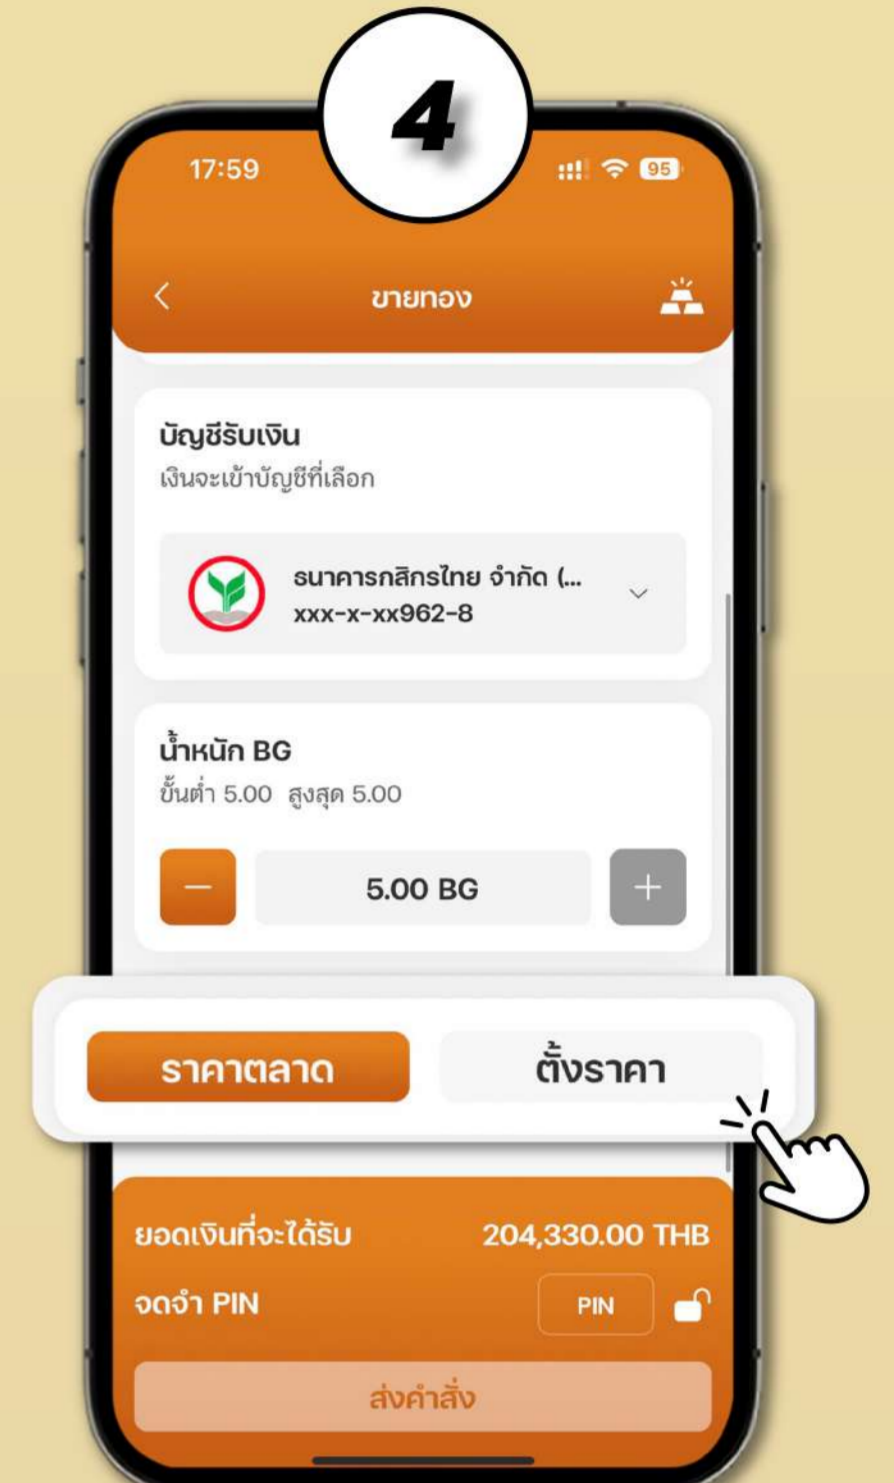 4
17:59
95
ขายทอง
บัญชีรับเงิน
เงินจะเข้าบัญชีที่เลือก
ธนาคารกสิกรไทย จำกัด (...
xxx-x-xx962-8
น้ำหนัก BG
ขั้นต่ำ 5.00 สูงสุด 5.00
5.00 BG
ราคาตลาด ตั้งราคา
ยอดเงินที่จะได้รับ 204,330.00 THB
จดจำ PIN PIN
ส่งคำสั่ง